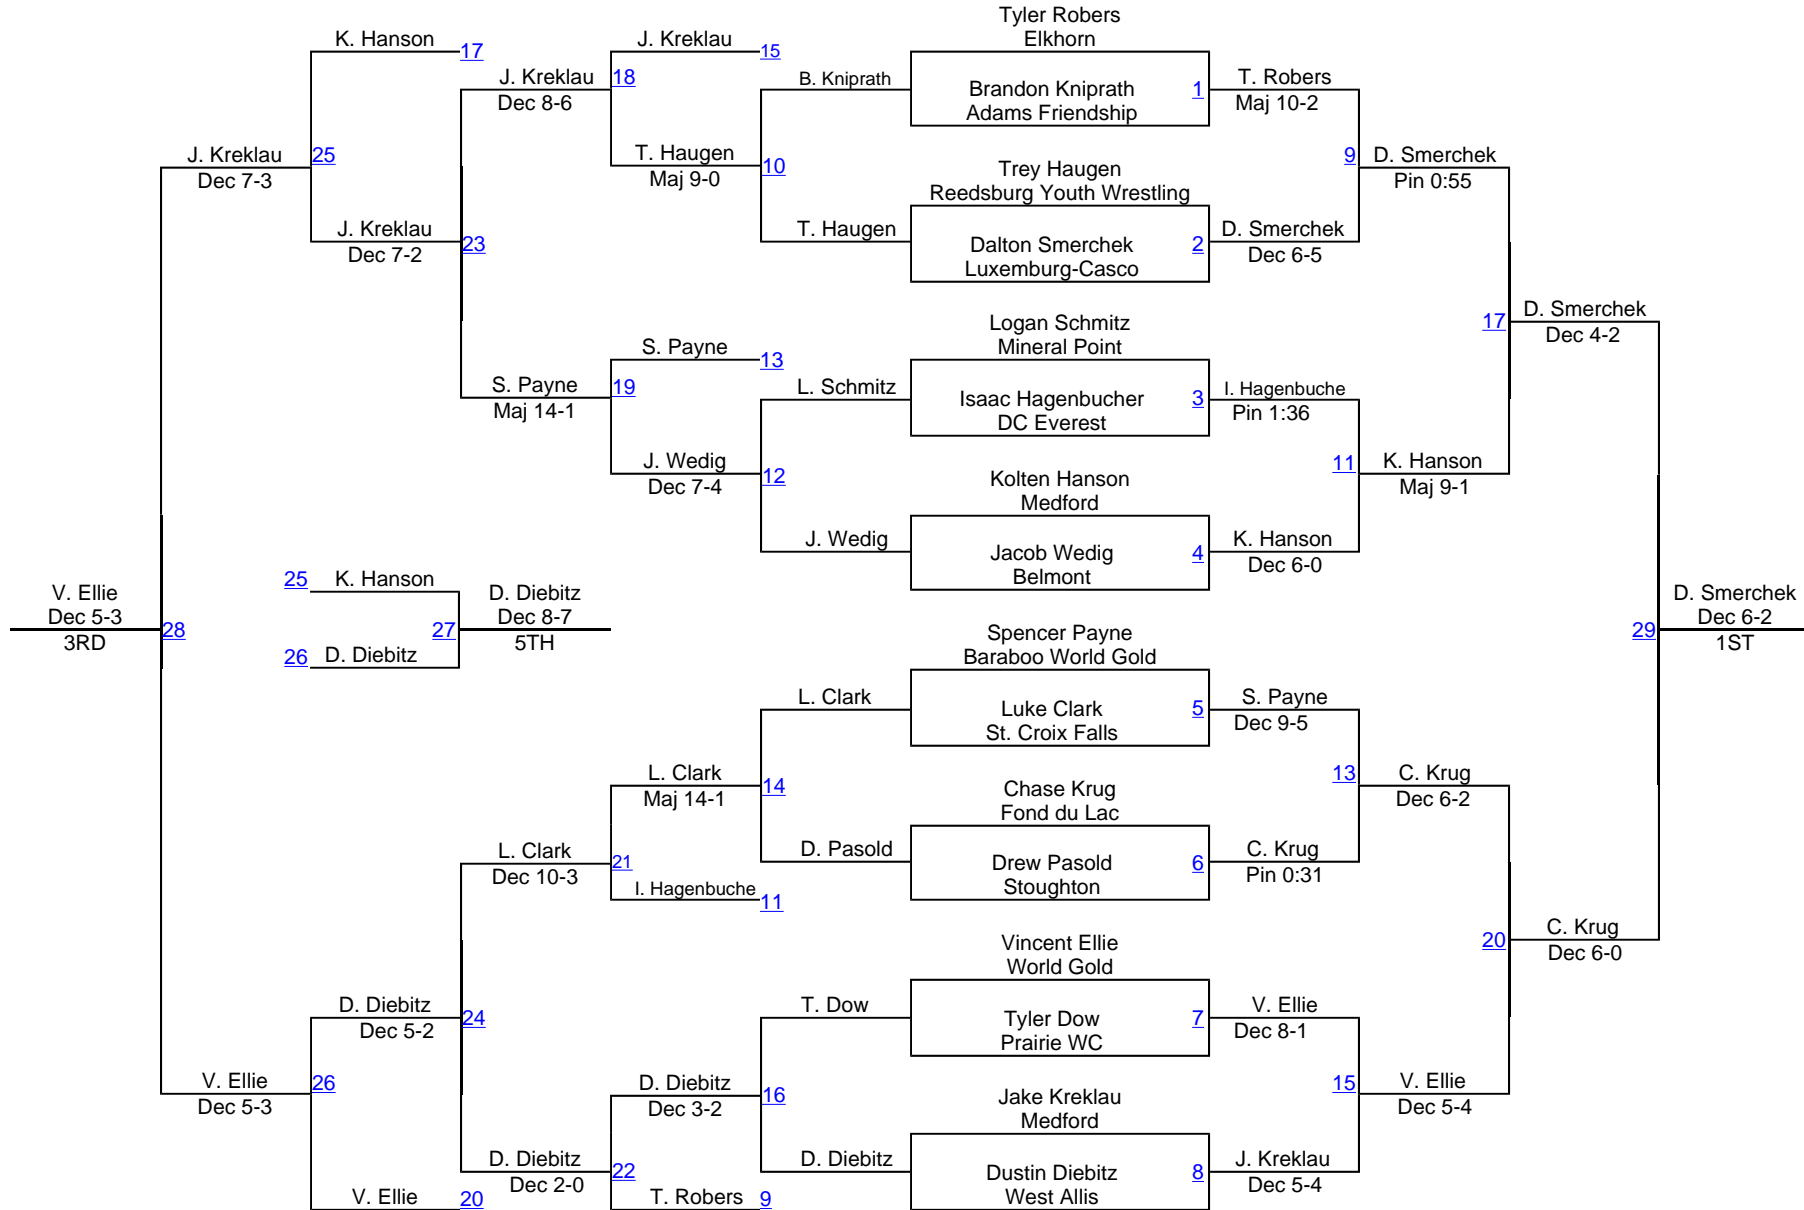 Tyler Robers
Elkhorn
K. Hanson 17
J. Kreklau 15
J. Kreklau 18
Dec 8-6
B. Kniprath
Brandon Kniprath 1
Adams Friendship
T. Robers
Maj 10-2
J. Kreklau 25
Dec 7-3
T. Haugen 10
Maj 9-0
Trey Haugen
Reedsburg Youth Wrestling
9 D. Smerchek
Pin 0:55
J. Kreklau 23
Dec 7-2
T. Haugen
Dalton Smerchek 2
Luxemburg-Casco
D. Smerchek
Dec 6-5
Logan Schmitz
Mineral Point
17 D. Smerchek
Dec 4-2
S. Payne 13
S. Payne 19
Maj 14-1
L. Schmitz
Isaac Hagenbucher 3
DC Everest
I. Hagenbuche
Pin 1:36
J. Wedig 12
Dec 7-4
Kolten Hanson
Medford
11 K. Hanson
Maj 9-1
J. Wedig
Jacob Wedig 4
Belmont
K. Hanson
Dec 6-0
V. Ellie
Dec 5-3
3RD
28
25 K. Hanson
26 D. Diebitz
27
D. Diebitz
Dec 8-7
5TH
29
D. Smerchek
Dec 6-2
1ST
Spencer Payne
Baraboo World Gold
L. Clark
Luke Clark 5
St. Croix Falls
S. Payne
Dec 9-5
L. Clark 14
Maj 14-1
Chase Krug
Fond du Lac
13 C. Krug
Dec 6-2
L. Clark 21
Dec 10-3
D. Pasold
Drew Pasold 6
Stoughton
C. Krug
Pin 0:31
I. Hagenbuche 11
Vincent Ellie
World Gold
20 C. Krug
Dec 6-0
D. Diebitz 24
Dec 5-2
T. Dow
Tyler Dow 7
Prairie WC
V. Ellie
Dec 8-1
V. Ellie 26
Dec 5-3
D. Diebitz 16
Dec 3-2
Jake Kreklau
Medford
15 V. Ellie
Dec 5-4
D. Diebitz 22
Dec 2-0
D. Diebitz
Dustin Diebitz 8
West Allis
J. Kreklau
Dec 5-4
V. Ellie 20
T. Robers 9